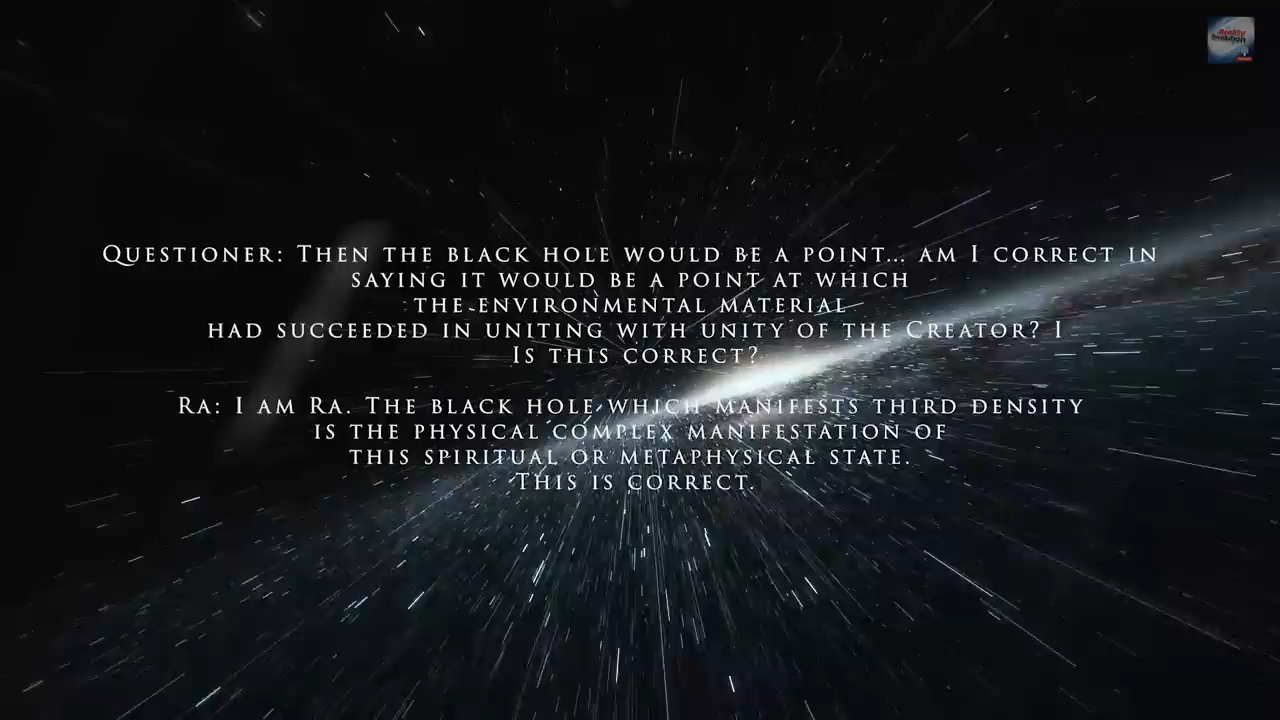 Reality
Revolution
Questioner: Then the black hole would be a point... am I correct in
saying it would be a point at which
the environmental material
had succeeded in uniting with unity of the Creator? I
Is this correct?
Ra: I am Ra. The black hole which manifests third density
is the physical complex manifestation of
this spiritual or metaphysical state.
This is correct.